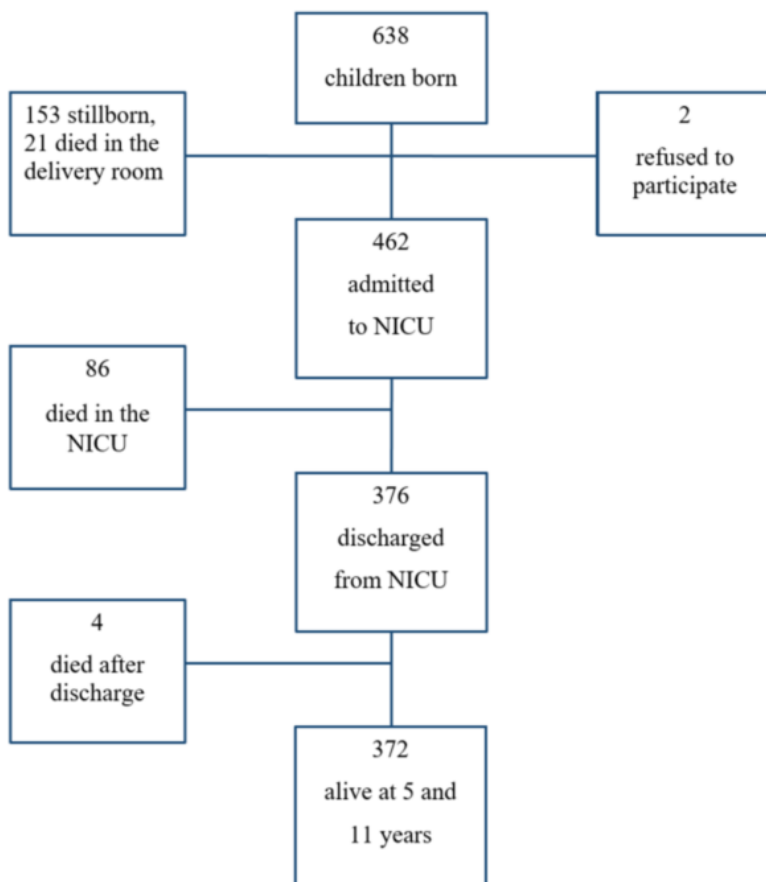 638
children born
153 stillborn,
21 died in the
delivery room
2
refused to
participate
462
admitted
to NICU
86
died in the
NICU
376
discharged
from NICU
4
died after
discharge
372
alive at 5 and
11 years